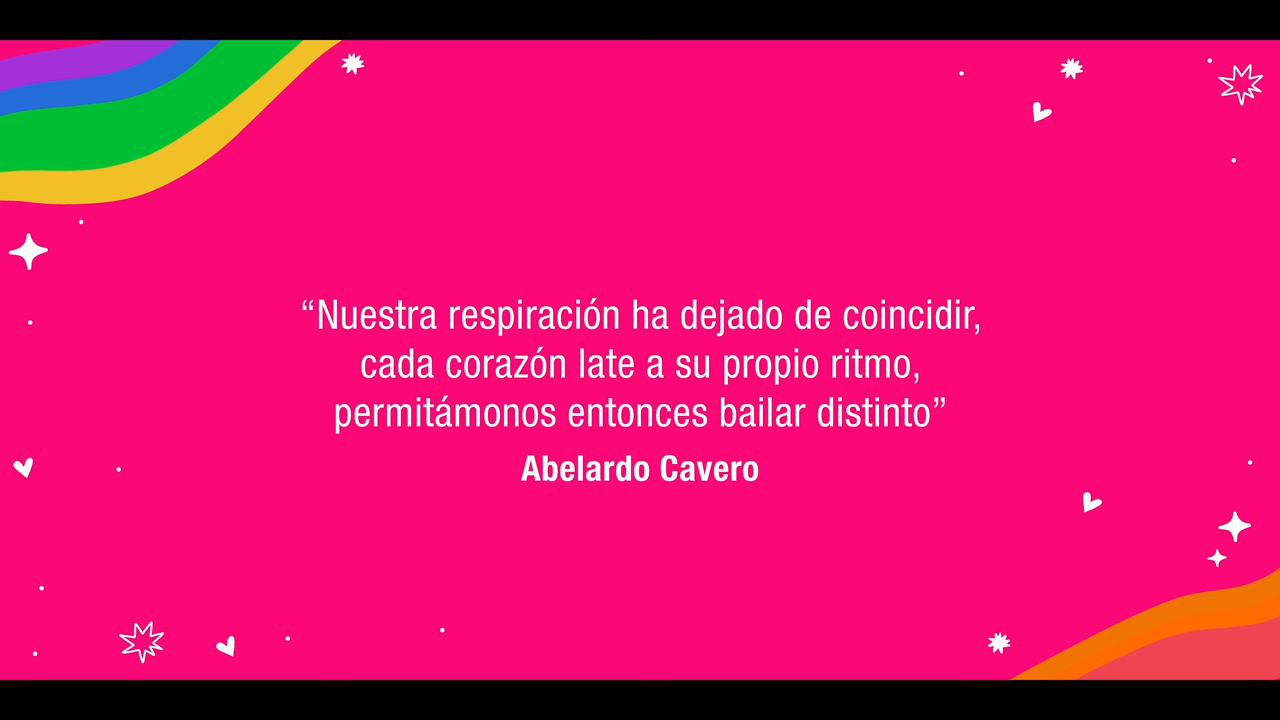 “Nuestra respiración ha dejado de coincidir,
cada corazón late a su propio ritmo,
permitámonos entonces bailar distinto”
Abelardo Cavero